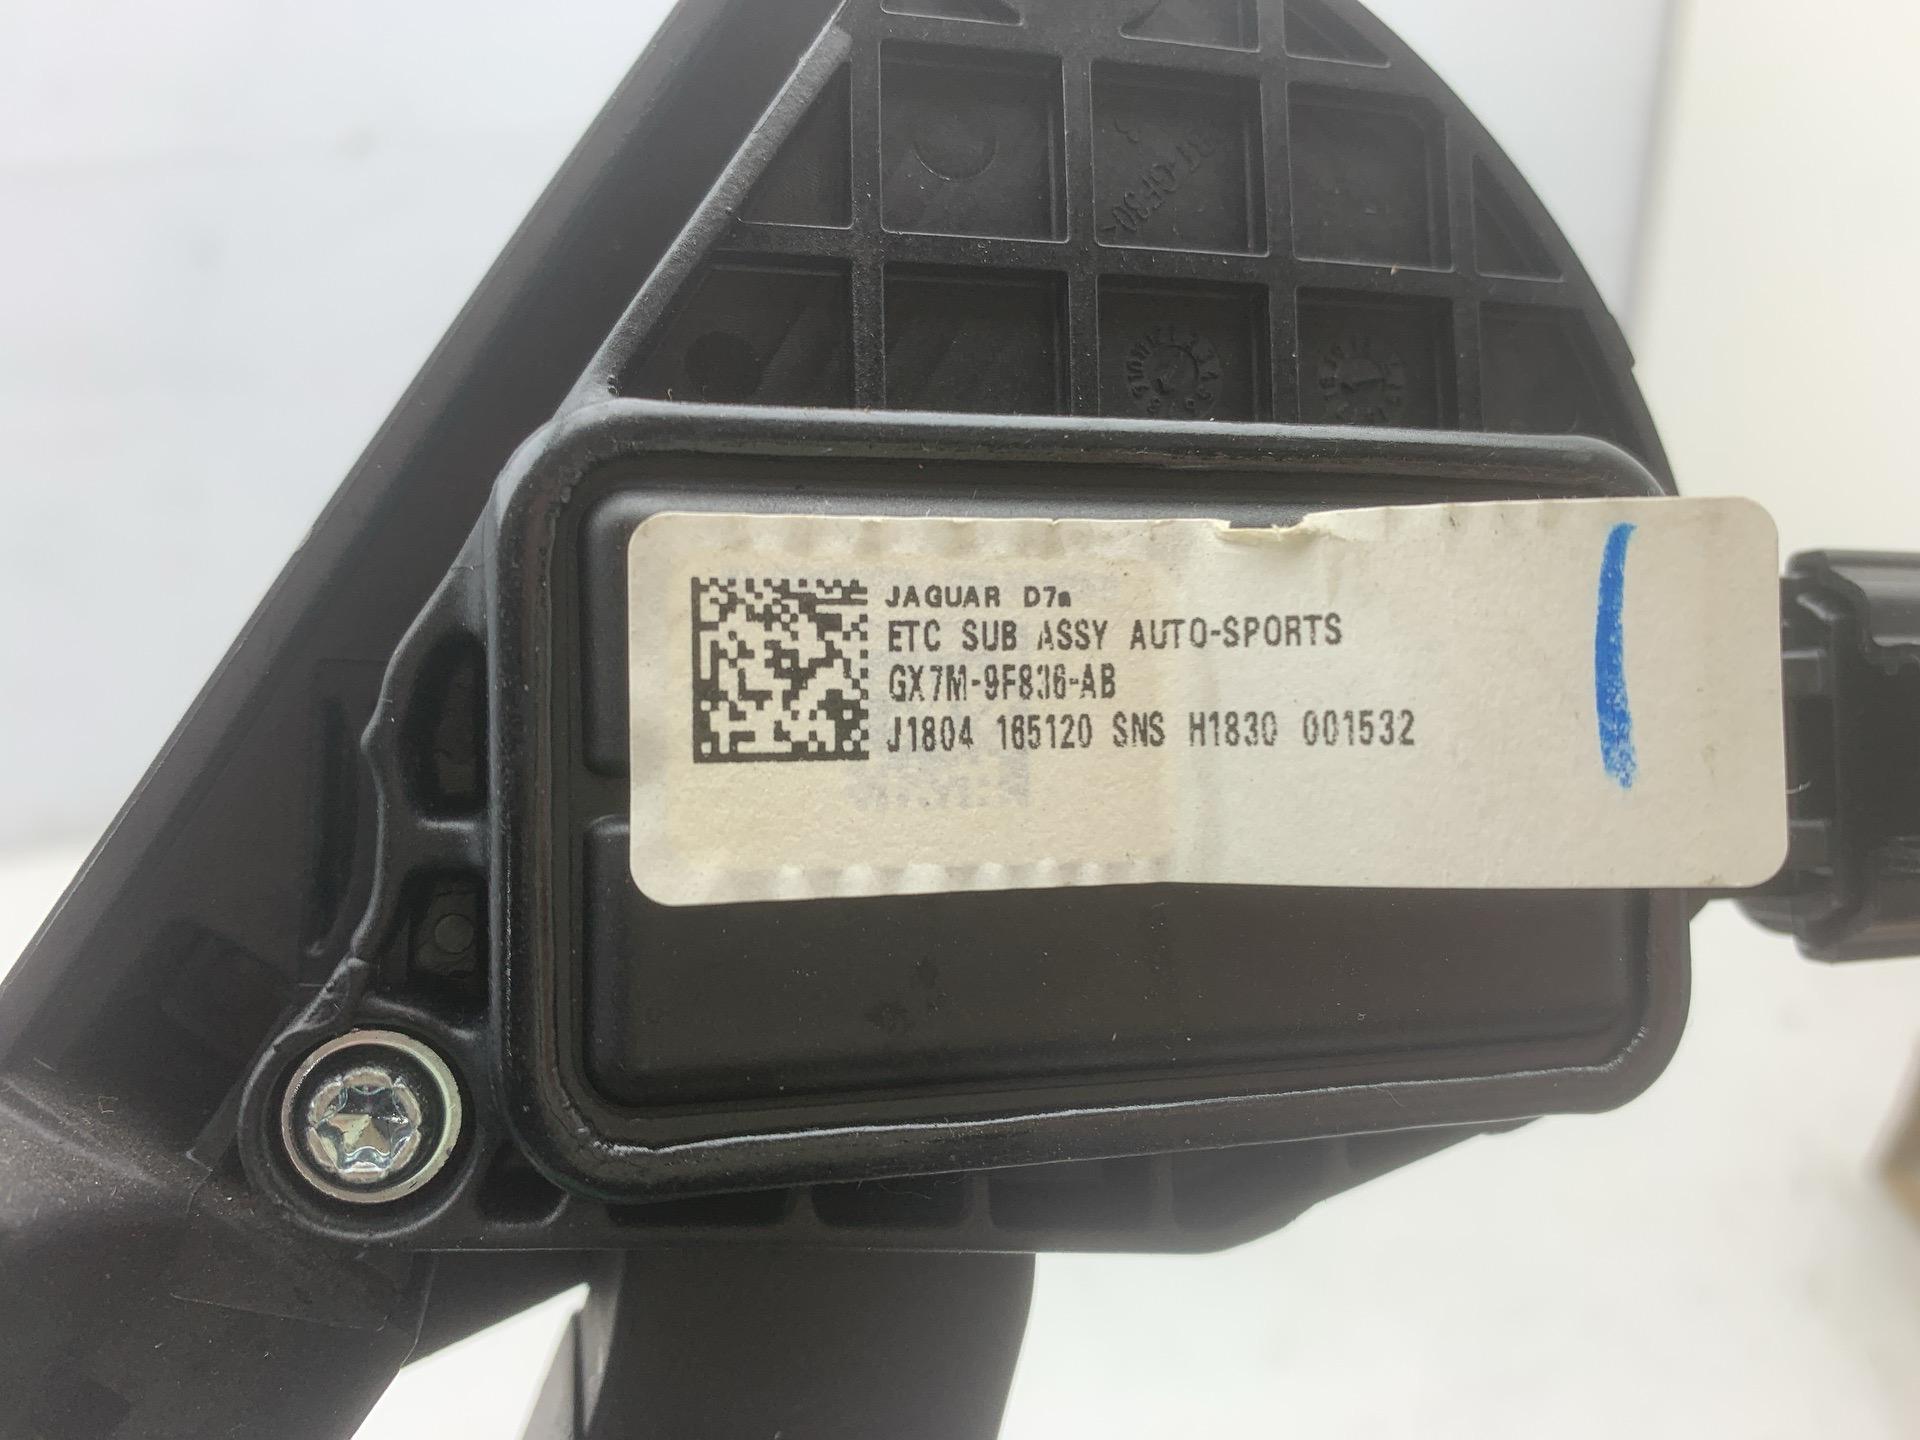 JAGUAR D7a
ETC SUB ASSY AUTO-SPORTS
GX7M-9F836-AB
J1804 165120 SNS H1830 001532